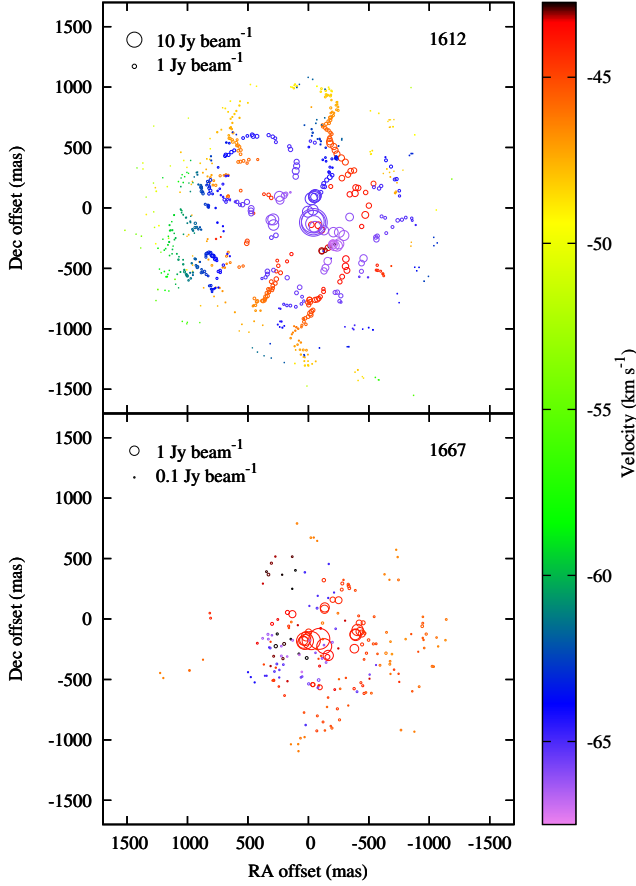 10 Jy beam⁻¹
1 Jy beam⁻¹
1612
1500
1000
500
0
-500
-1000
-1500
Dec offset (mas)
1 Jy beam⁻¹
0.1 Jy beam⁻¹
1667
1500
1000
500
0
-500
-1000
-1500
Dec offset (mas)
1500 1000 500 0 -500 -1000 -1500
RA offset (mas)
-45
-50
-55
-60
-65
Velocity (km s⁻¹)